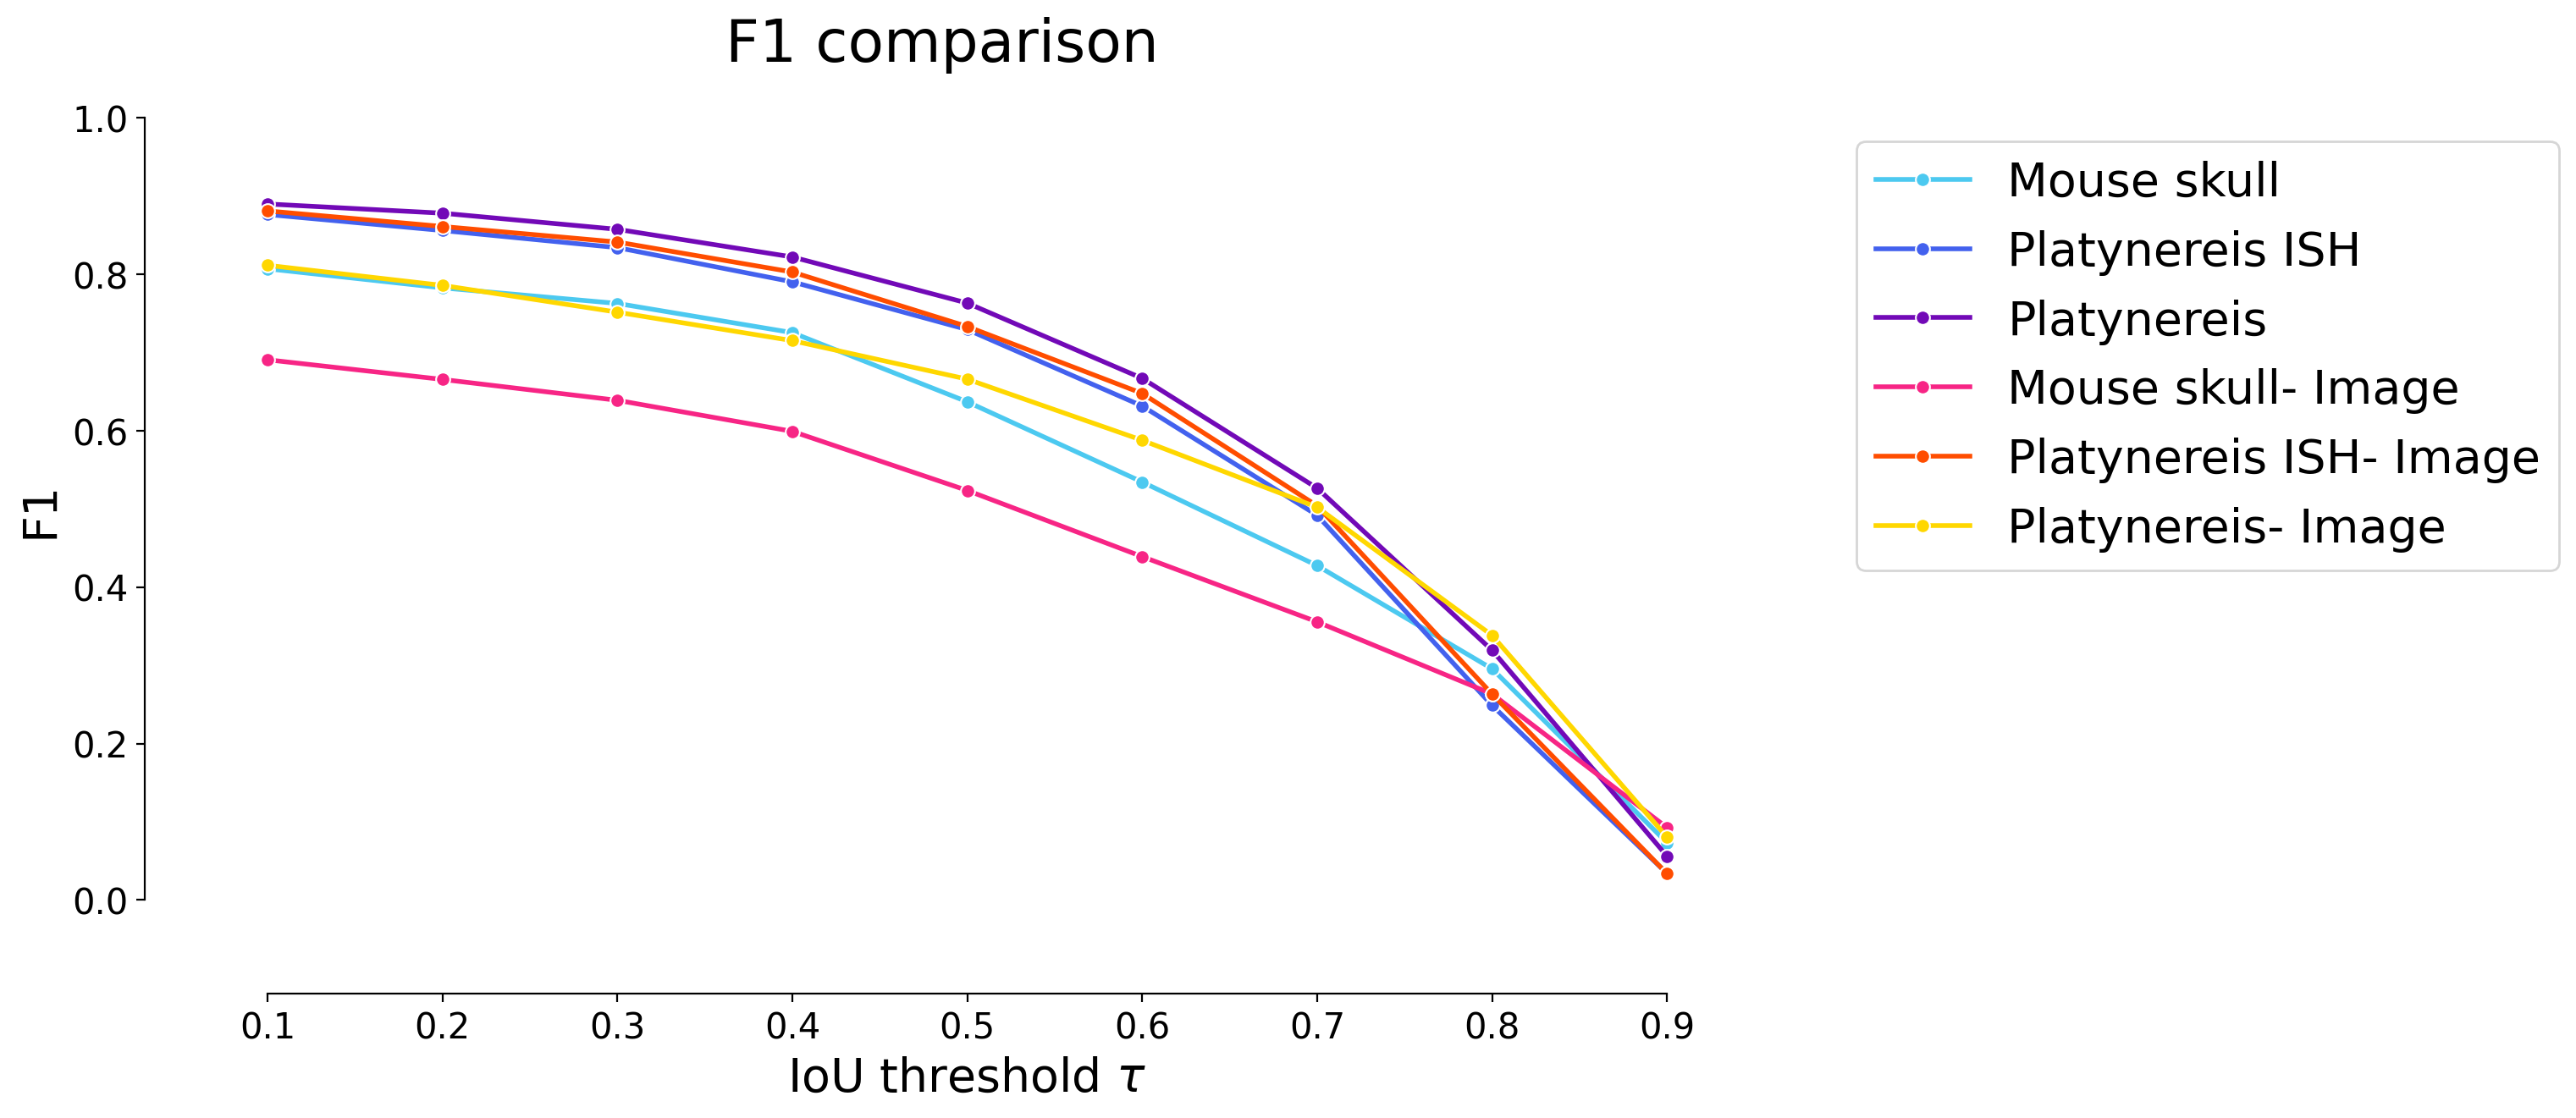 F1 comparison
1.0
0.8
0.6
0.4
0.2
0.0
F1
0.1 0.2 0.3 0.4 0.5 0.6 0.7 0.8 0.9
IoU threshold τ
Mouse skull
Platynereis ISH
Platynereis
Mouse skull- Image
Platynereis ISH- Image
Platynereis- Image